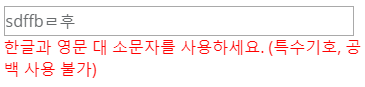 sdffbㄹ후
한글과 영문 대 소문자를 사용하세요. (특수기호, 공
백 사용 불가)